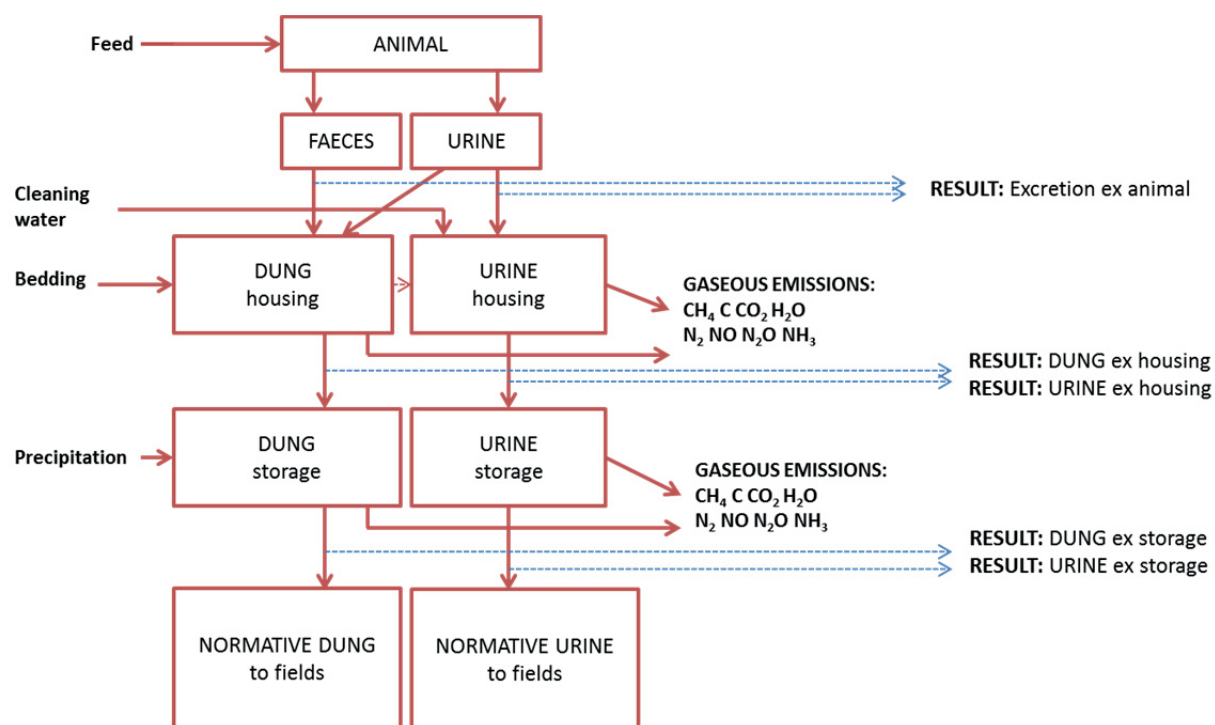 Feed
ANIMAL
FAECES
URINE
RESULT: Excretion ex animal
Cleaning
water
Bedding
DUNG
housing
URINE
housing
GASEOUS EMISSIONS:
CH₄ C CO₂ H₂O
N₂ NO N₂O NH₃
RESULT: DUNG ex housing
RESULT: URINE ex housing
Precipitation
DUNG
storage
URINE
storage
GASEOUS EMISSIONS:
CH₄ C CO₂ H₂O
N₂ NO N₂O NH₃
RESULT: DUNG ex storage
RESULT: URINE ex storage
NORMATIVE DUNG
to fields
NORMATIVE URINE
to fields